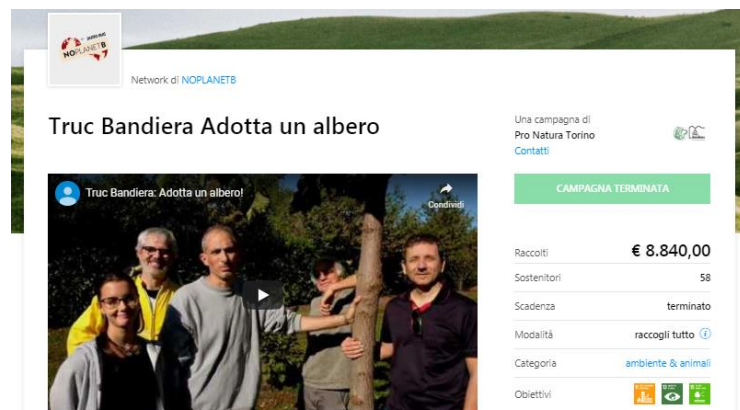 NOPLANETB
Network di NOPLANETB
Truc Bandiera Adotta un albero
Truc Bandiera: Adotta un albero!
Condividi
Una campagna di
Pro Natura Torino
Contatti
CAMPAGNA TERMINATA
Raccolti € 8.840,00
Sostenitori 58
Scadenza terminato
Modalità raccogli tutto
Categoria ambiente & animali
Obiettivi